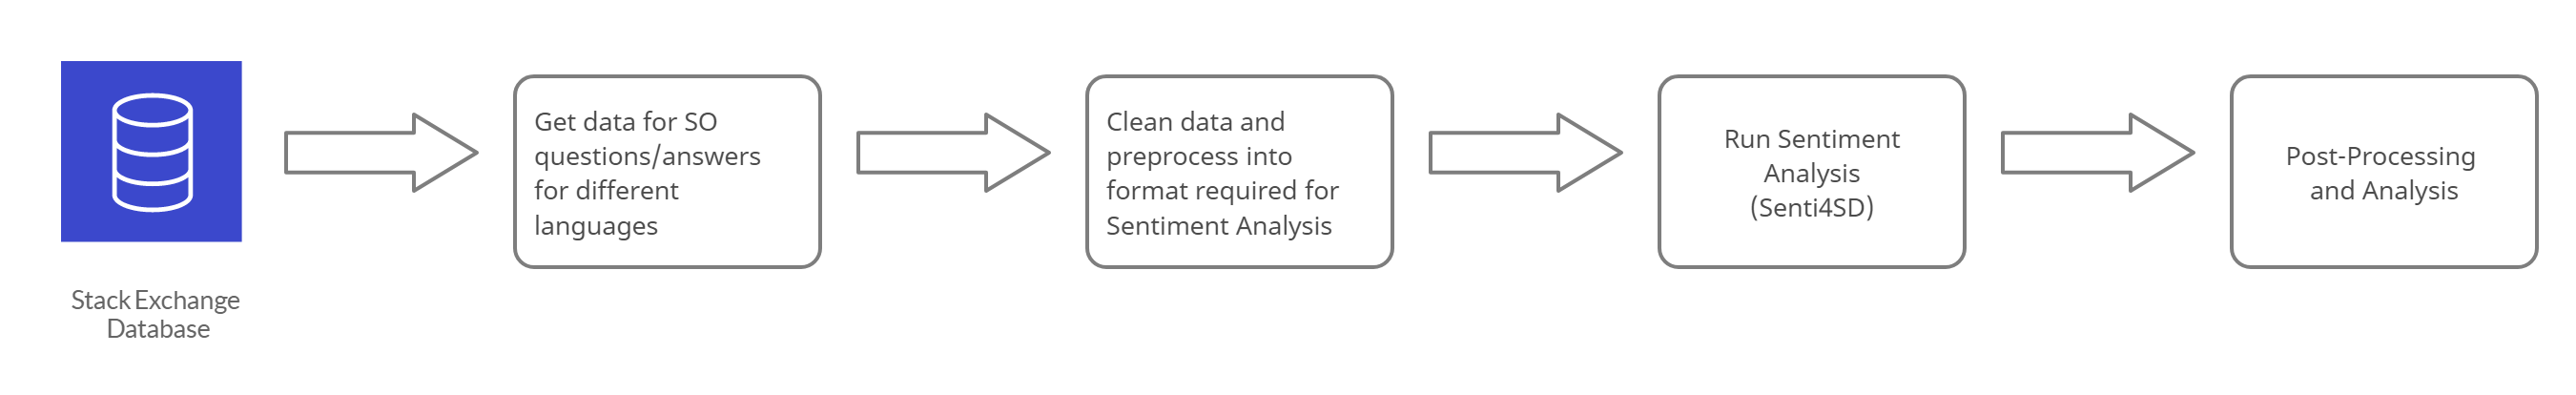 Stack Exchange
Database
Get data for SO
questions/answers
for different
languages
Clean data and
preprocess into
format required for
Sentiment Analysis
Run Sentiment
Analysis
(Senti4SD)
Post-Processing
and Analysis